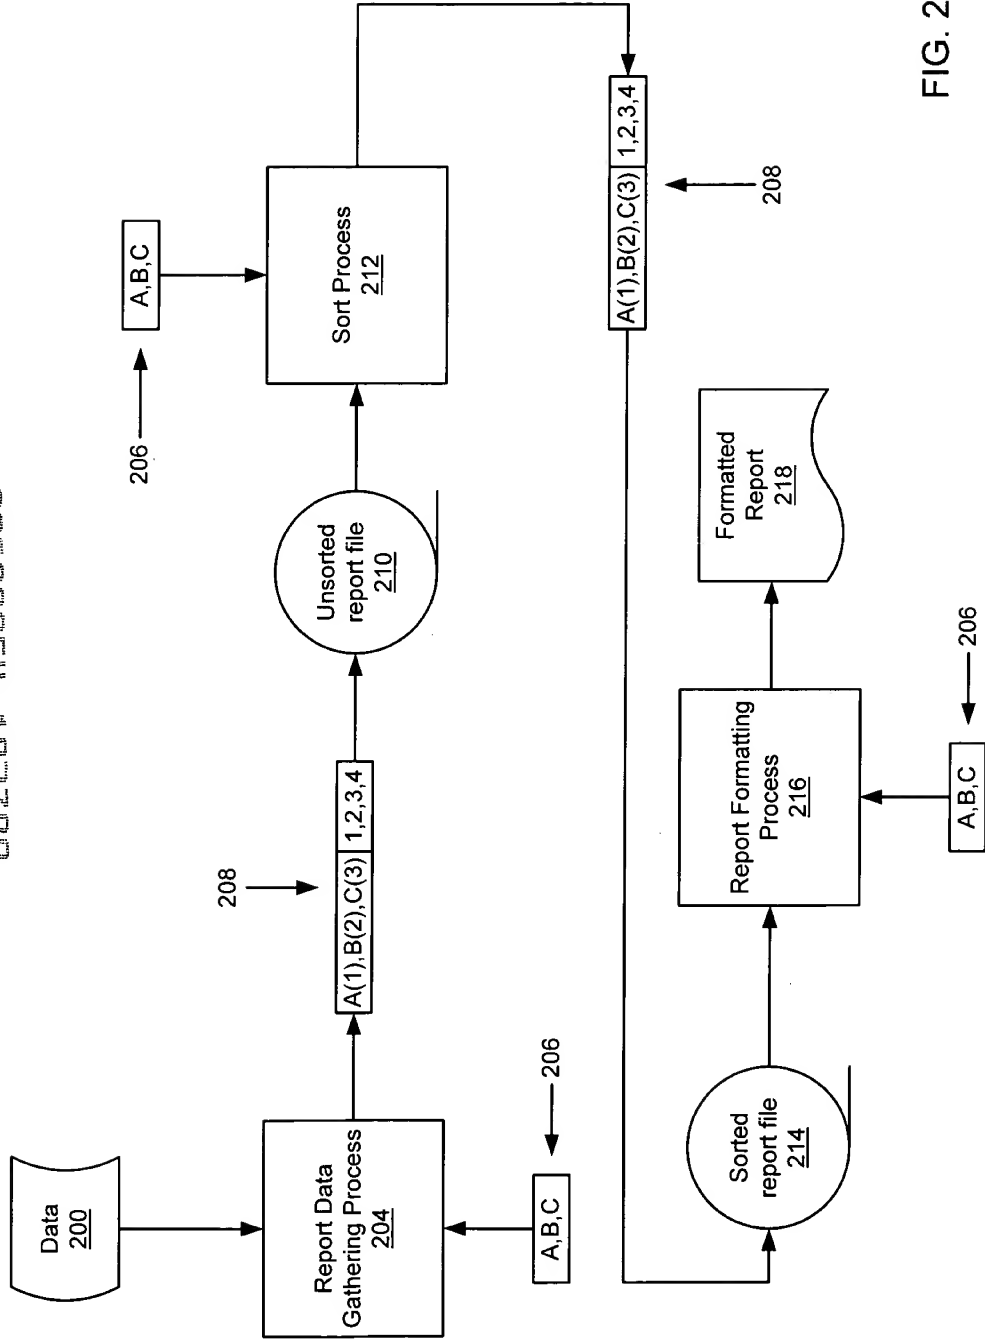 Data
200
Report Data
Gathering Process
204
A,B,C
206
208
A(1),B(2),C(3) 1,2,3,4
Unsorted
report file
210
206
A,B,C
Sort Process
212
A(1),B(2),C(3) 1,2,3,4
208
Sorted
report file
214
Report Formatting
Process
216
A,B,C
206
Formatted
Report
218
FIG. 2